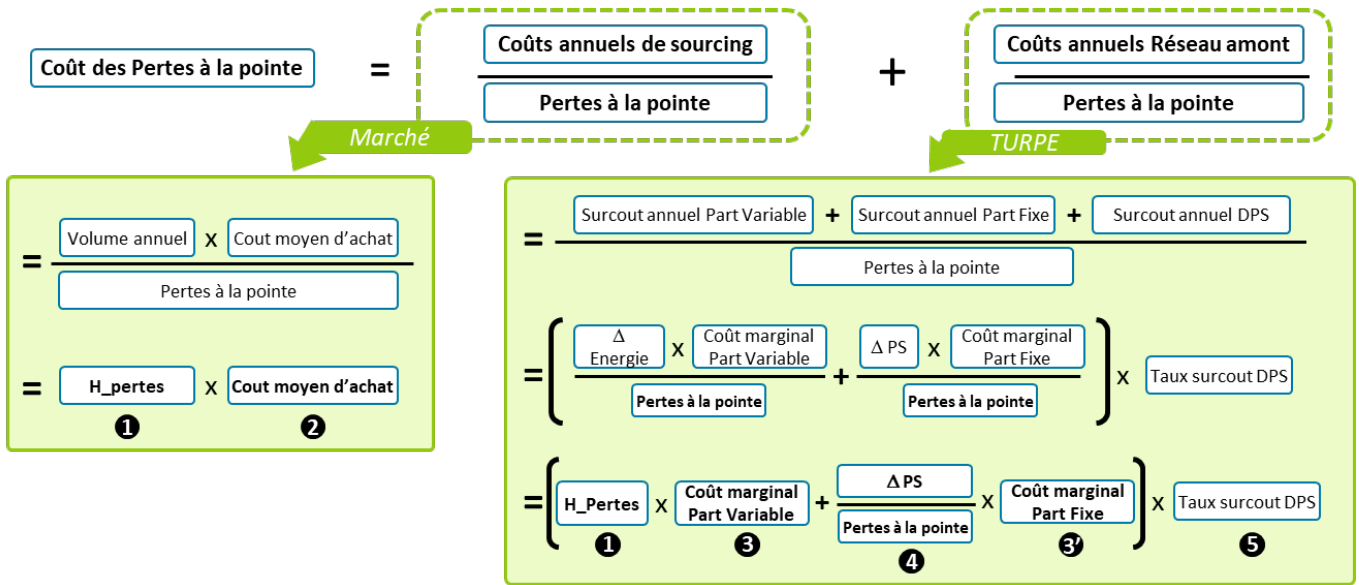 Coûts annuels de sourcing
Coûts annuels Réseau amont
Coût des Pertes à la pointe
=
+
Pertes à la pointe
Pertes à la pointe
Marché
TURPE
Volume annuel x Cout moyen d'achat
=
Pertes à la pointe
= H_pertes x Cout moyen d'achat
❶ ❷
Surcout annuel Part Variable + Surcout annuel Part Fixe + Surcout annuel DPS
=
Pertes à la pointe
Δ
Energie
x
Coût marginal
Part Variable
Δ PS
x
Coût marginal
Part Fixe
= ( + ) x Taux surcout DPS
Pertes à la pointe
Pertes à la pointe
= (
H_Pertes
x
Coût marginal
Part Variable
+
Δ PS
Pertes à la pointe
x
Coût marginal
Part Fixe
) x Taux surcout DPS
❶ ❸ ❹ ❸′ ❺